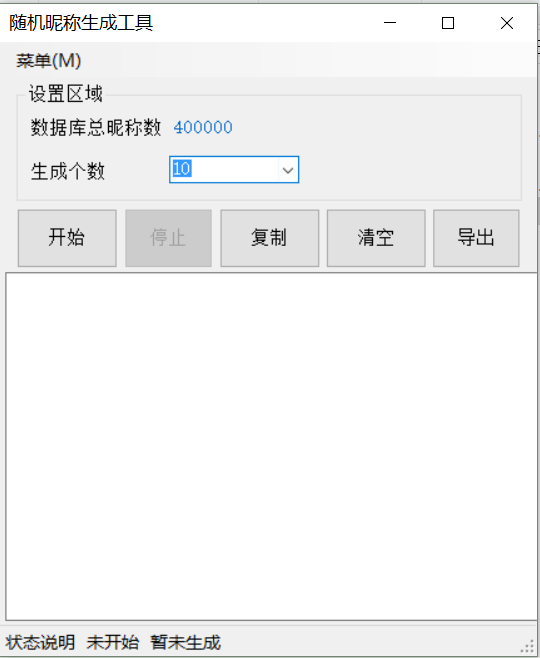 随机昵称生成工具
菜单(M)
设置区域
数据库总昵称数 400000
生成个数 10
开始 停止 复制 清空 导出
状态说明 未开始 暂未生成